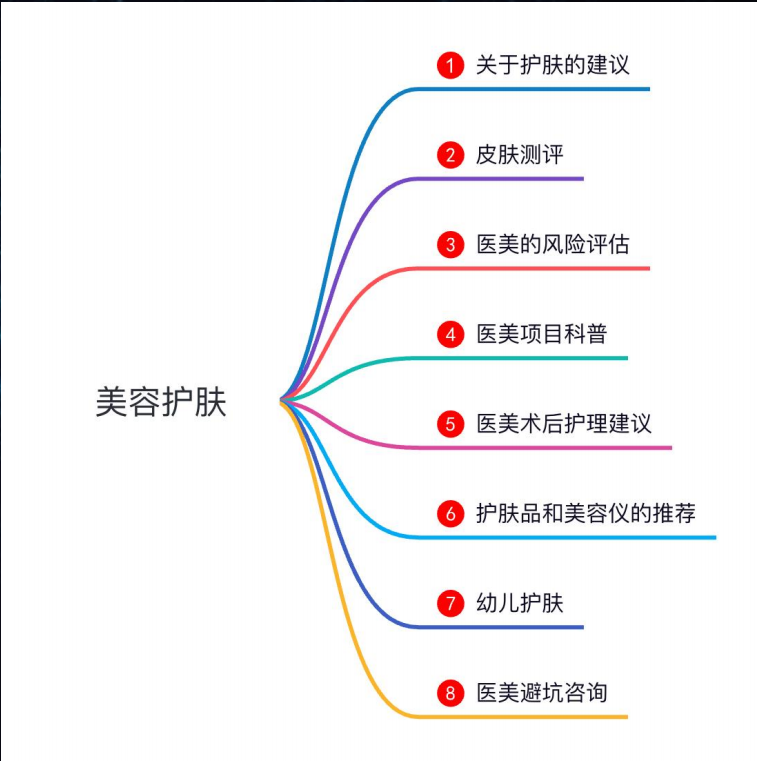 1 关于护肤的建议
2 皮肤测评
3 医美的风险评估
4 医美项目科普
美容护肤
5 医美术后护理建议
6 护肤品和美容仪的推荐
7 幼儿护肤
8 医美避坑咨询